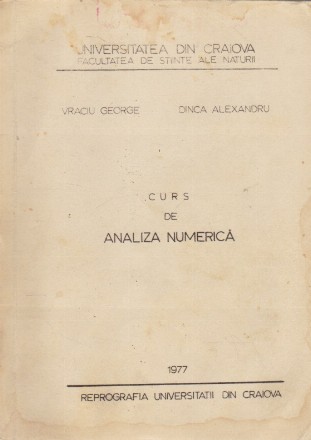 UNIVERSITATEA DIN CRAIOVA
FACULTATEA DE STIINTE ALE NATURII
VRACIU GEORGE DINCA ALEXANDRU
CURS
DE
ANALIZA NUMERICĂ
1977
REPROGRAFIA UNIVERSITATII DIN CRAIOVA